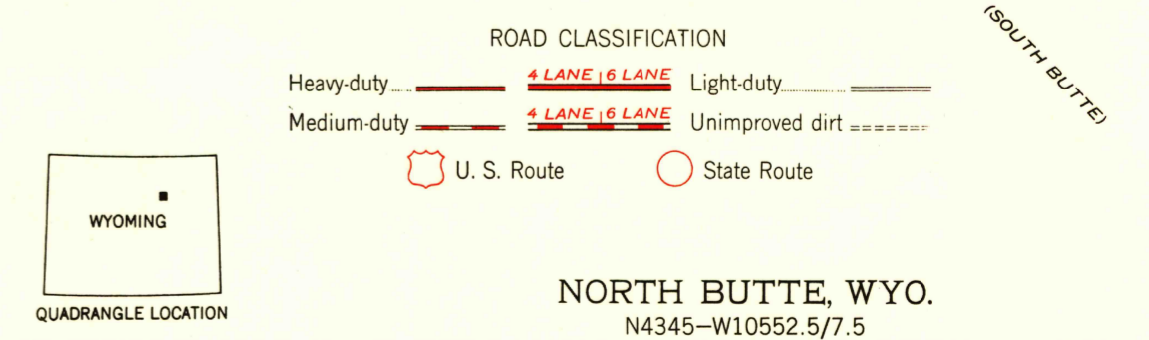 (SOUTH BUTTE)
ROAD CLASSIFICATION
Heavy-duty 4 LANE 6 LANE Light-duty
Medium-duty 4 LANE 6 LANE Unimproved dirt
U. S. Route State Route
WYOMING
QUADRANGLE LOCATION
NORTH BUTTE, WYO.
N4345—W10552.5/7.5